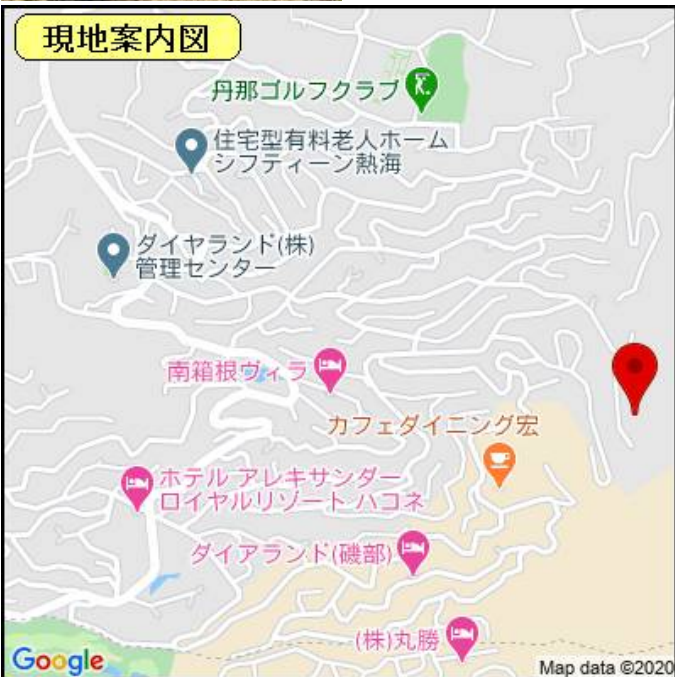 現地案内図
丹那ゴルフクラブ
住宅型有料老人ホーム
シフティーン熱海
ダイヤランド(株)
管理センター
南箱根ヴィラ
カフェダイニング宏
ホテル アレキサンダー
ロイヤルリゾート ハコネ
ダイアランド(磯部)
(株)丸勝
Google
Map data ©2020